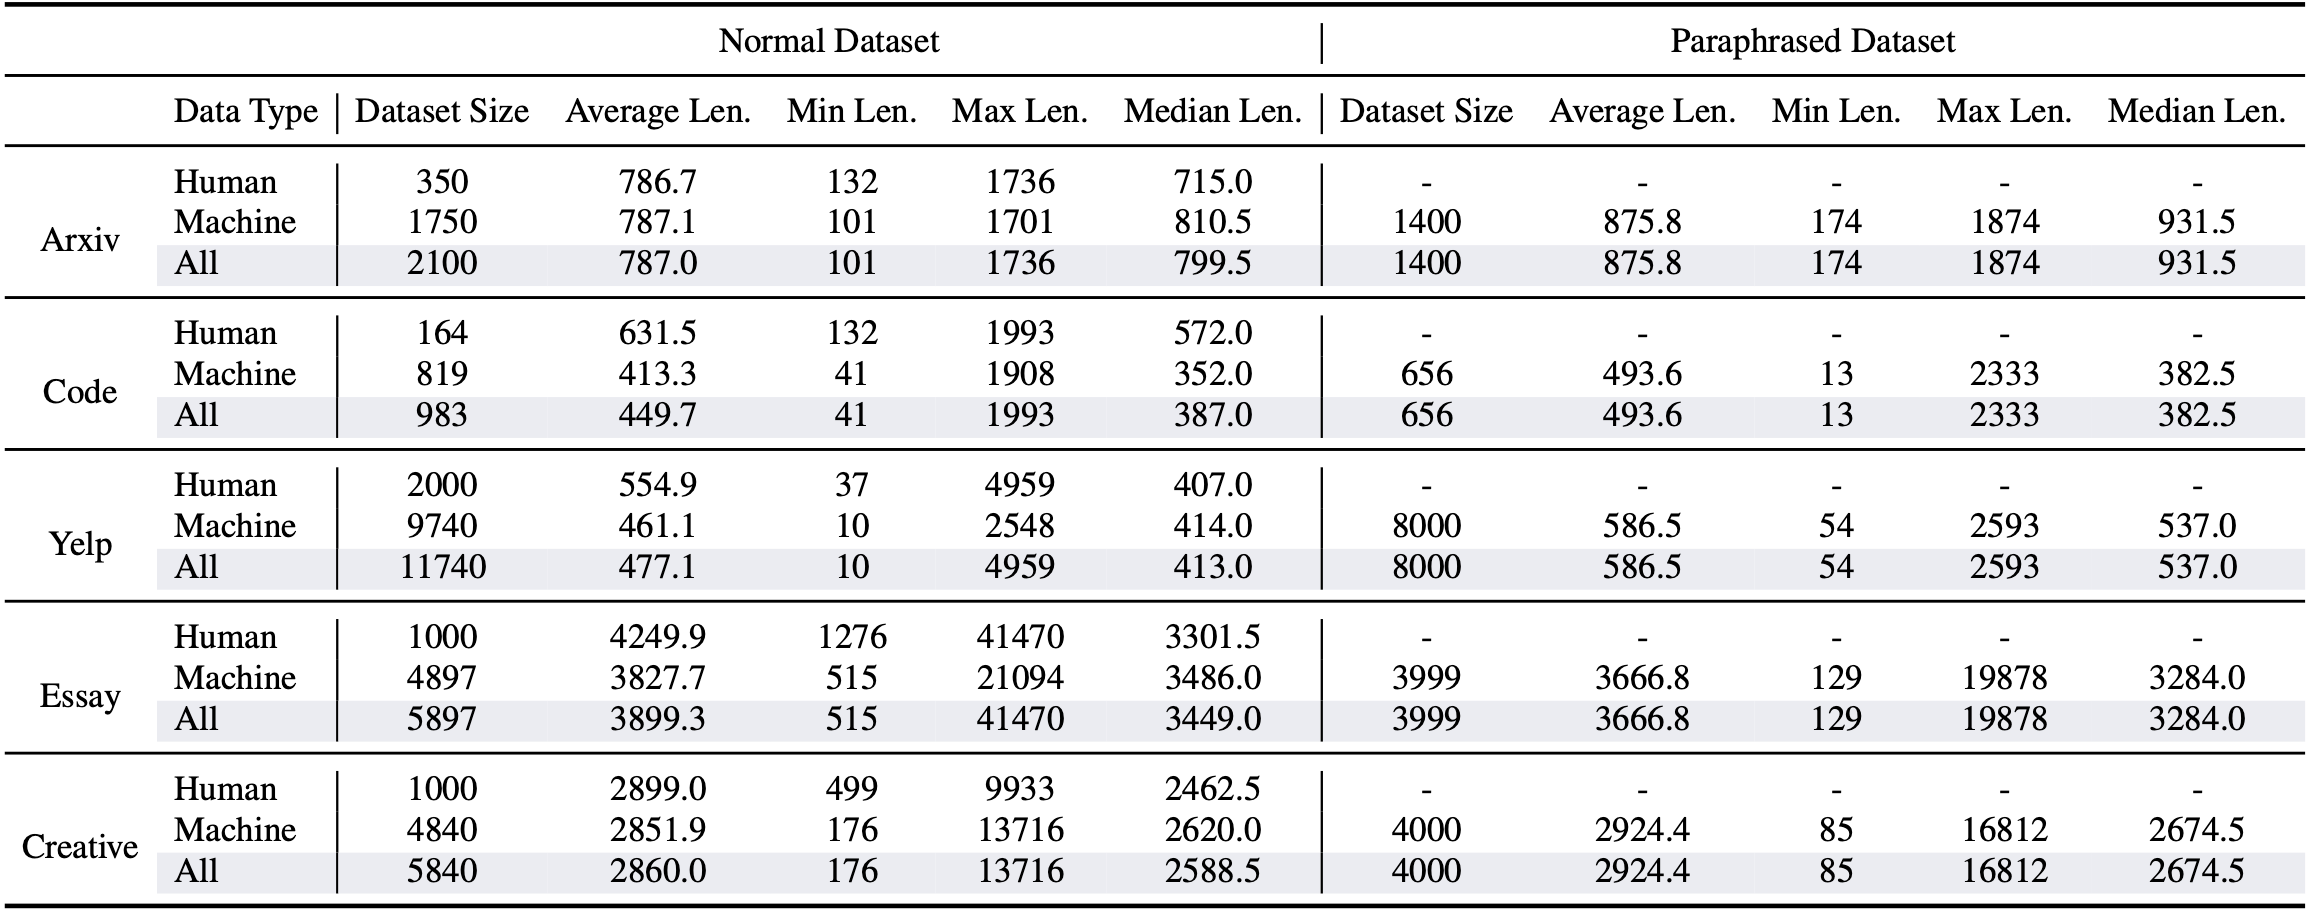 Normal Dataset Paraphrased Dataset
Data Type Dataset Size Average Len. Min Len. Max Len. Median Len. Dataset Size Average Len. Min Len. Max Len. Median Len.
Arxiv
Human 350 786.7 132 1736 715.0 - - - - -
Machine 1750 787.1 101 1701 810.5 1400 875.8 174 1874 931.5
All 2100 787.0 101 1736 799.5 1400 875.8 174 1874 931.5
Code
Human 164 631.5 132 1993 572.0 - - - - -
Machine 819 413.3 41 1908 352.0 656 493.6 13 2333 382.5
All 983 449.7 41 1993 387.0 656 493.6 13 2333 382.5
Yelp
Human 2000 554.9 37 4959 407.0 - - - - -
Machine 9740 461.1 10 2548 414.0 8000 586.5 54 2593 537.0
All 11740 477.1 10 4959 413.0 8000 586.5 54 2593 537.0
Essay
Human 1000 4249.9 1276 41470 3301.5 - - - - -
Machine 4897 3827.7 515 21094 3486.0 3999 3666.8 129 19878 3284.0
All 5897 3899.3 515 41470 3449.0 3999 3666.8 129 19878 3284.0
Creative
Human 1000 2899.0 499 9933 2462.5 - - - - -
Machine 4840 2851.9 176 13716 2620.0 4000 2924.4 85 16812 2674.5
All 5840 2860.0 176 13716 2588.5 4000 2924.4 85 16812 2674.5